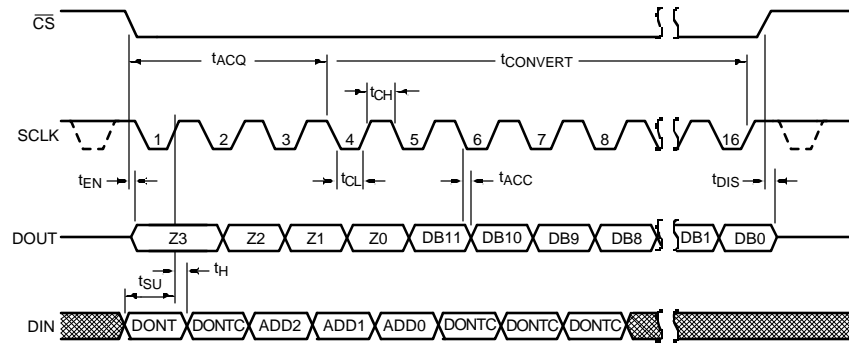 CS
tACQ
tCONVERT
tCH
SCLK
1 2 3 4 5 6 7 8 16
tEN
tCL
tACC
tDIS
DOUT
Z3 Z2 Z1 Z0 DB11 DB10 DB9 DB8 DB1 DB0
tSU
tH
DIN
DONT DONTC ADD2 ADD1 ADD0 DONTC DONTC DONTC